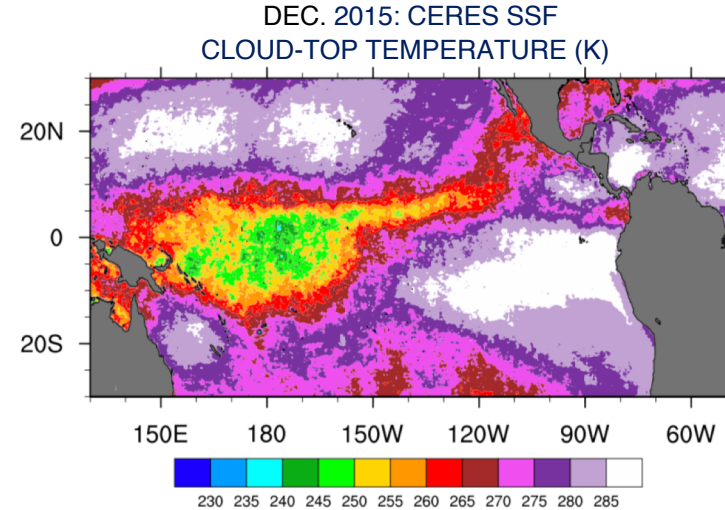 DEC. 2015: CERES SSF
CLOUD-TOP TEMPERATURE (K)
20N
0
20S
150E 180 150W 120W 90W 60W
230 235 240 245 250 255 260 265 270 275 280 285